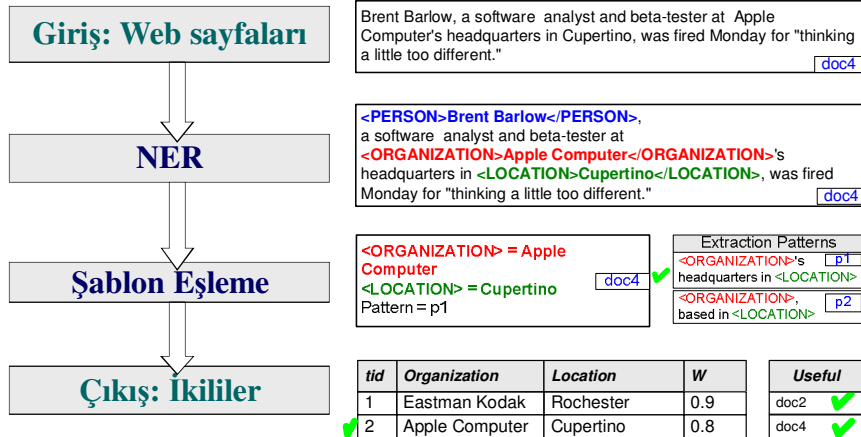 Giriş: Web sayfaları
Brent Barlow, a software analyst and beta-tester at Apple
Computer's headquarters in Cupertino, was fired Monday for "thinking
a little too different."
doc4
NER
<PERSON>Brent Barlow</PERSON>,
a software analyst and beta-tester at
<ORGANIZATION>Apple Computer</ORGANIZATION>'s
headquarters in <LOCATION>Cupertino</LOCATION>, was fired
Monday for "thinking a little too different."
doc4
Şablon Eşleme
<ORGANIZATION> = Apple
Computer
<LOCATION> = Cupertino
Pattern = p1
doc4
Extraction Patterns
<ORGANIZATION>'s p1
headquarters in <LOCATION>
<ORGANIZATION>, p2
based in <LOCATION>
Çıkış: İkililer
tid Organization Location W
1 Eastman Kodak Rochester 0.9
2 Apple Computer Cupertino 0.8
Useful
doc2
doc4